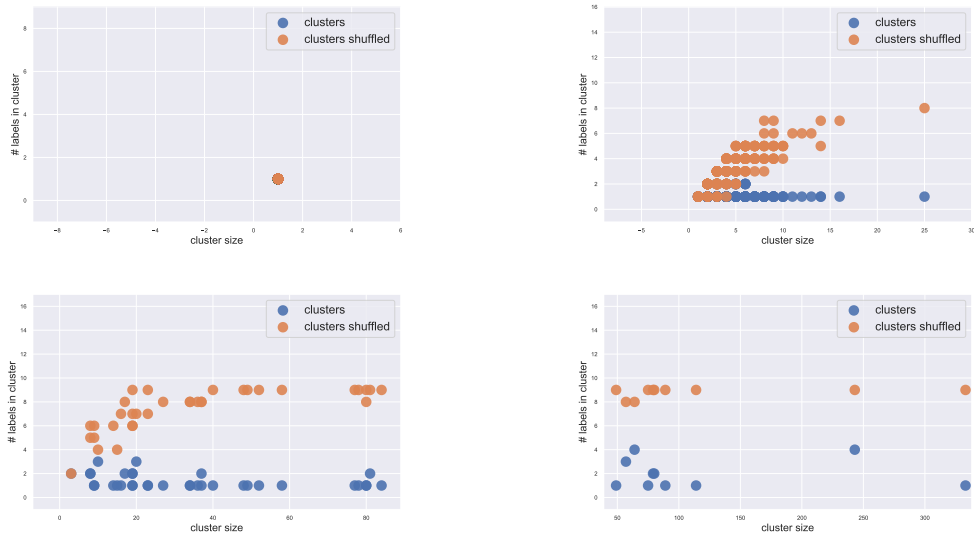 8
6
4
2
0
# labels in cluster
clusters
clusters shuffled
−8 −6 −4 −2 0 2 4 6
cluster size
16
14
12
10
8
6
4
2
0
# labels in cluster
clusters
clusters shuffled
−5 0 5 10 15 20 25 30
cluster size
16
14
12
10
8
6
4
2
0
# labels in cluster
clusters
clusters shuffled
0 20 40 60 80
cluster size
16
14
12
10
8
6
4
2
0
# labels in cluster
clusters
clusters shuffled
50 100 150 200 250 300
cluster size